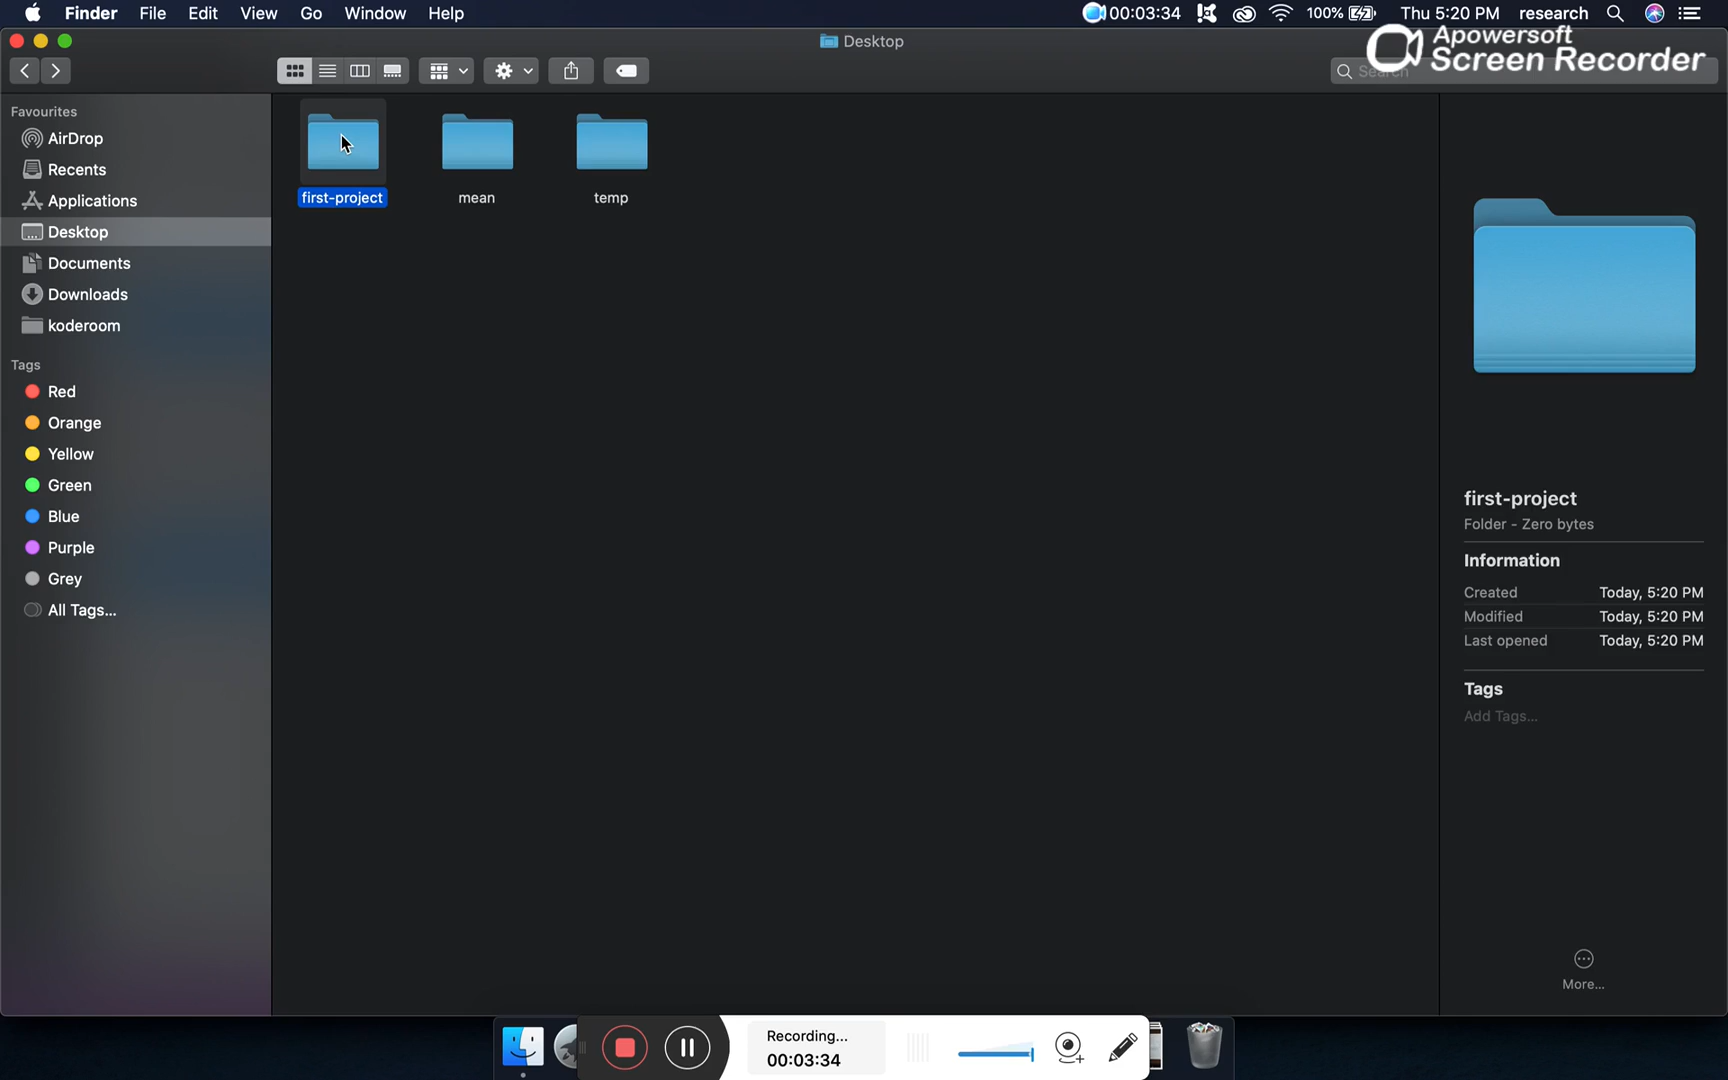 Finder File Edit View Go Window Help 00:03:34 100% Thu 5:20 PM research
Desktop
Apowersoft
Screen Recorder
Search
Favourites
AirDrop
Recents
Applications
Desktop
Documents
Downloads
koderoom
Tags
Red
Orange
Yellow
Green
Blue
Purple
Grey
All Tags...
first-project mean temp
first-project
Folder - Zero bytes
Information
Created Today, 5:20 PM
Modified Today, 5:20 PM
Last opened Today, 5:20 PM
Tags
Add Tags...
More...
Recording...
00:03:34